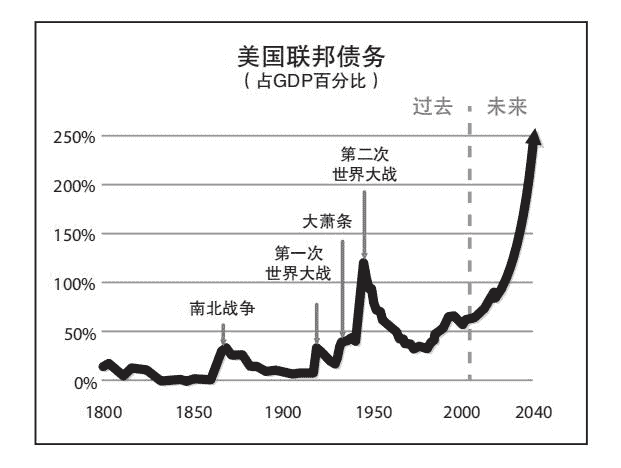 美国联邦债务
（占GDP百分比）
过去
未来
250%
200%
150%
100%
50%
0%
第二次
世界大战
大萧条
第一次
世界大战
南北战争
1800
1850
1900
1950
2000
2040